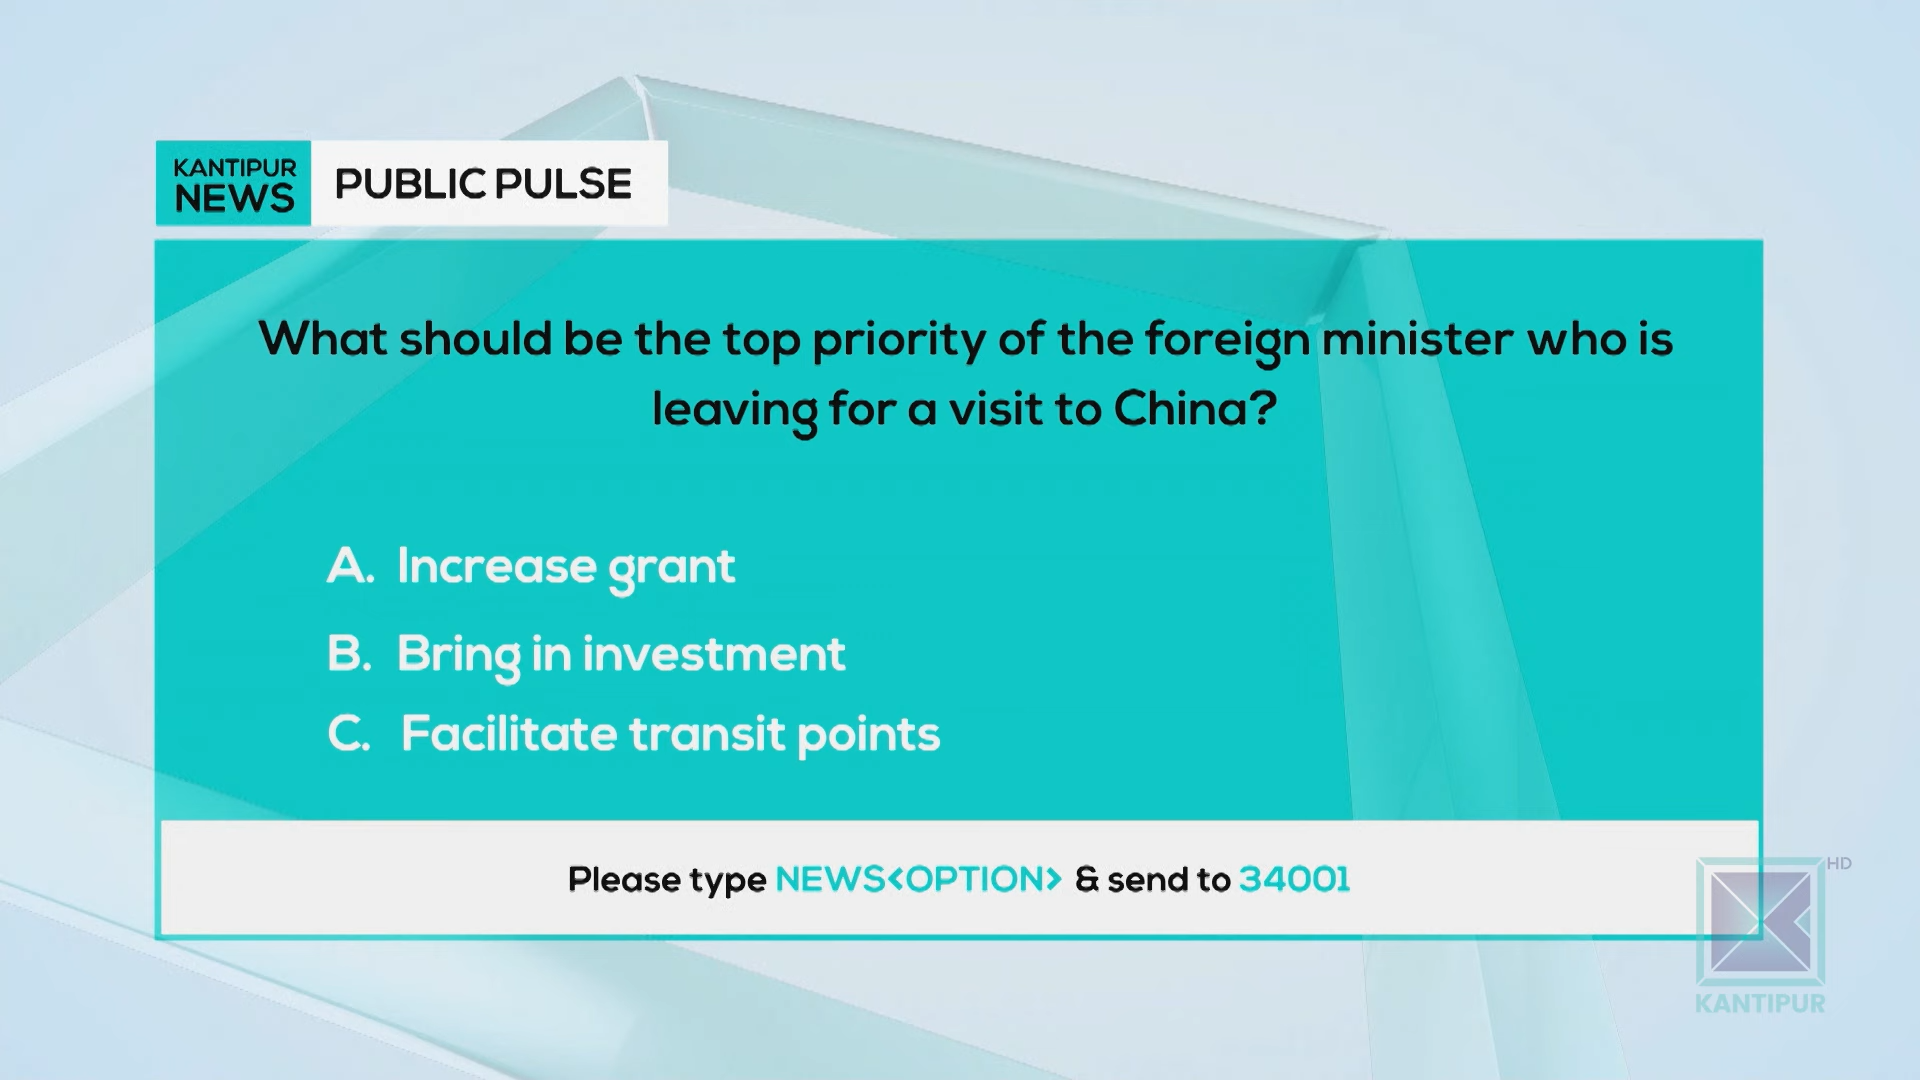 KANTIPUR
NEWS
PUBLIC PULSE
What should be the top priority of the foreign minister who is
leaving for a visit to China?
A. Increase grant
B. Bring in investment
C. Facilitate transit points
Please type NEWS<OPTION> & send to 34001
HD
KANTIPUR